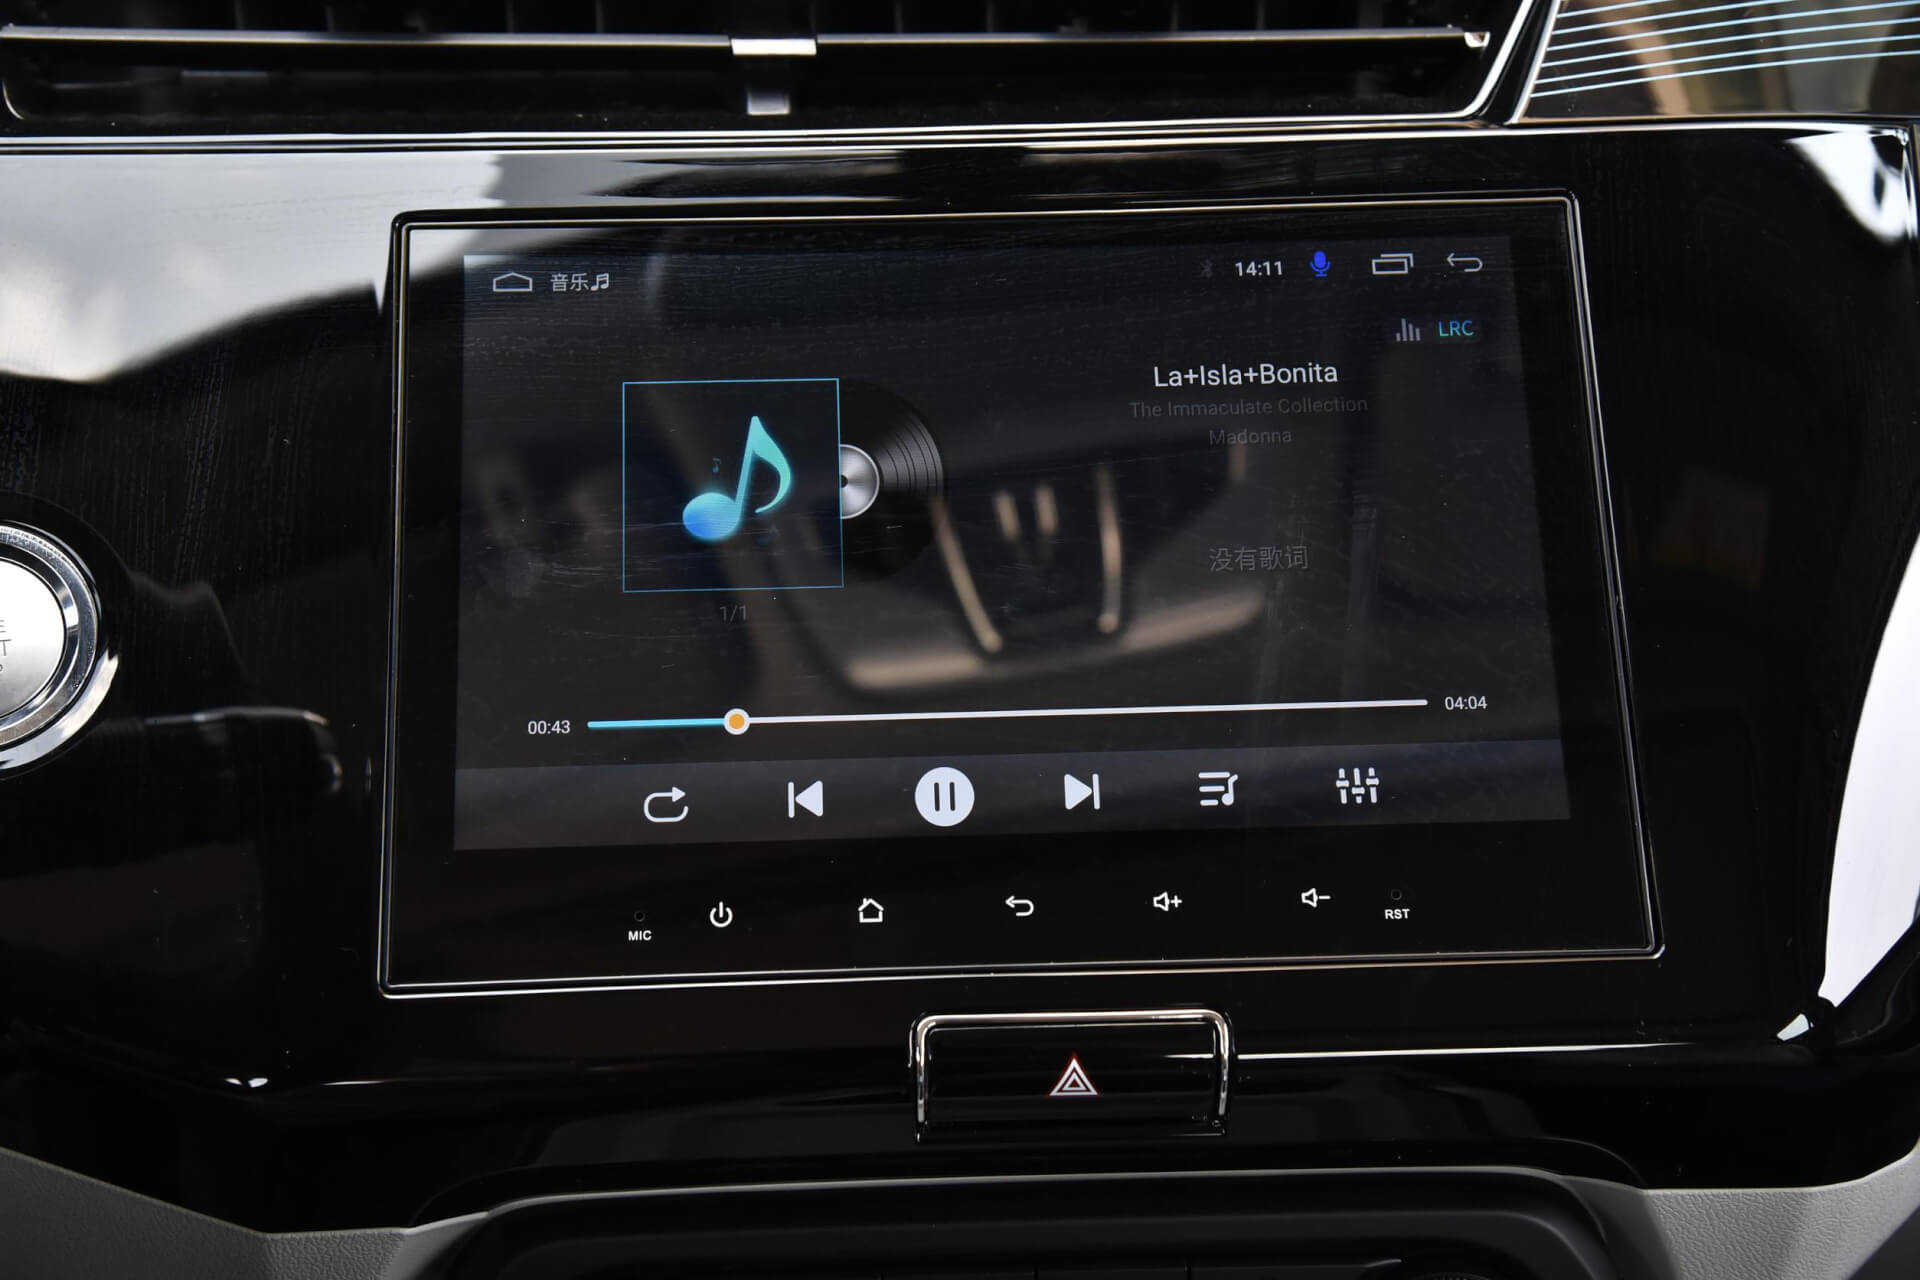 音乐
14:11
LRC
La+Isla+Bonita
The Immaculate Collection
Madonna
没有歌词
1/1
00:43
04:04
MIC
RST